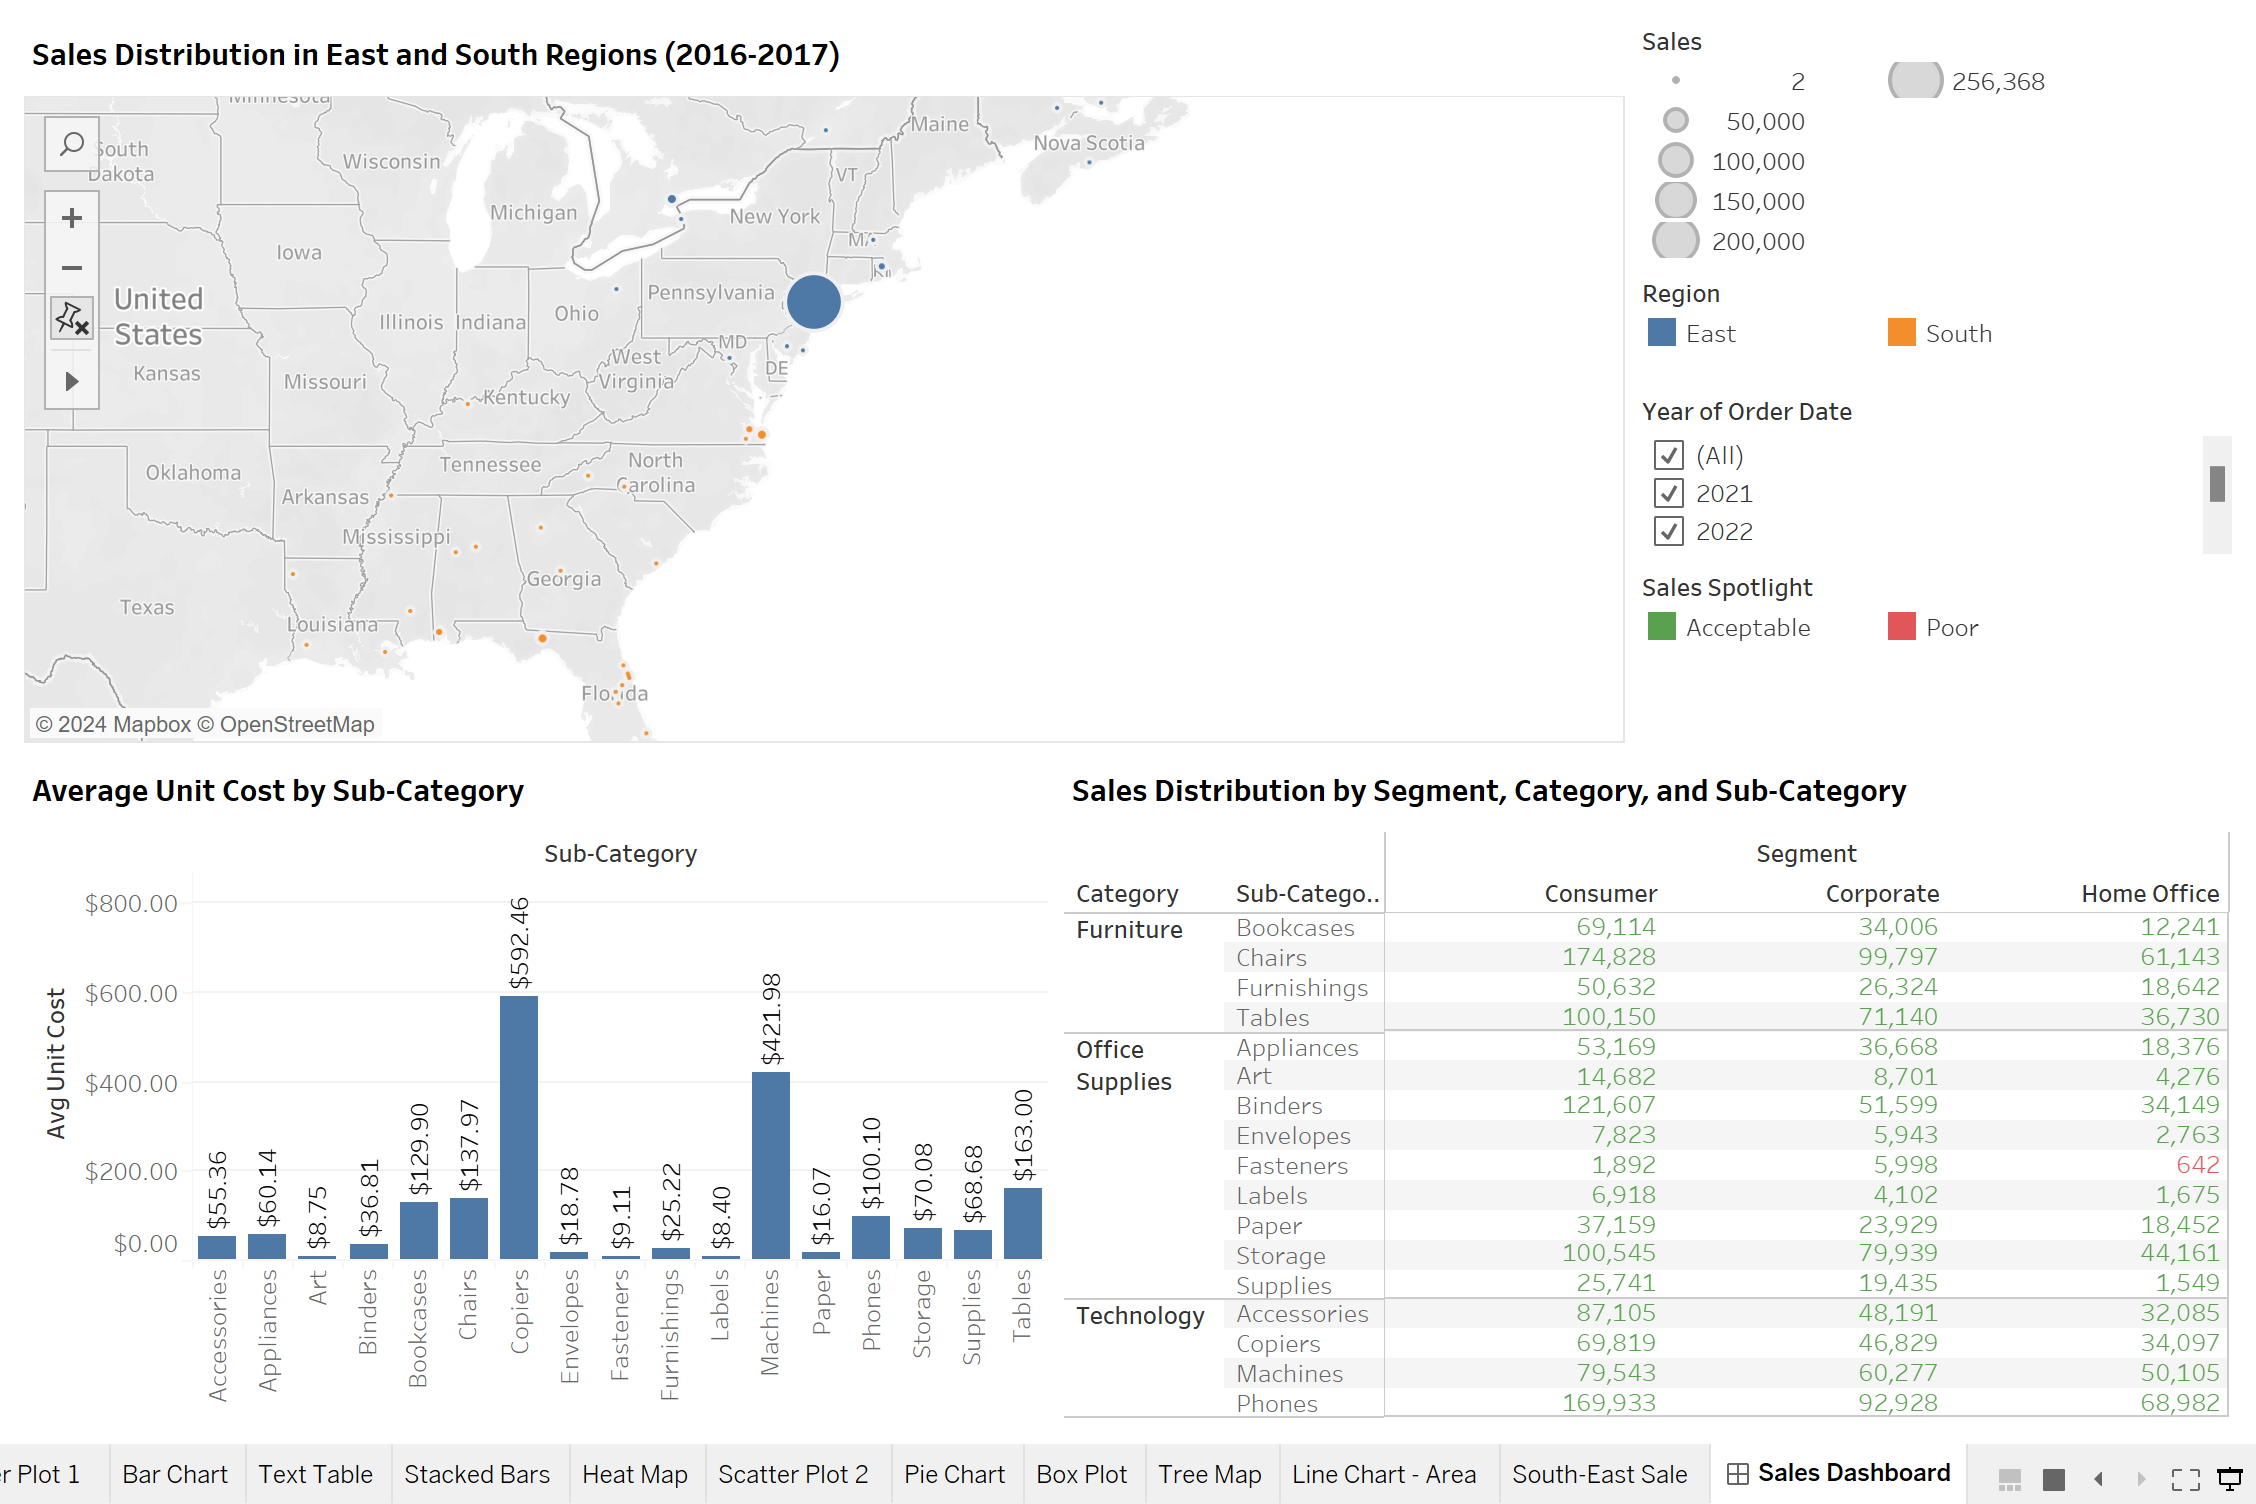 Sales Distribution in East and South Regions (2016-2017)
Minnesota
South
Dakota
Wisconsin
Michigan
Iowa
United
States
Illinois
Indiana
Ohio
Pennsylvania
New York
VT
Maine
Nova Scotia
MD
DE
West
Virginia
Kansas
Missouri
Kentucky
Oklahoma
Arkansas
Tennessee
North
Carolina
Mississippi
Georgia
Texas
Louisiana
Florida
© 2024 Mapbox © OpenStreetMap
Sales
2
256,368
50,000
100,000
150,000
200,000
Region
East
South
Year of Order Date
(All)
2021
2022
Sales Spotlight
Acceptable
Poor
Average Unit Cost by Sub-Category
Sub-Category
Avg Unit Cost
$800.00
$600.00
$400.00
$200.00
$0.00
$55.36
$60.14
$8.75
$36.81
$129.90
$137.97
$592.46
$18.78
$9.11
$25.22
$8.40
$421.98
$16.07
$100.10
$70.08
$68.68
$163.00
Accessories
Appliances
Art
Binders
Bookcases
Chairs
Copiers
Envelopes
Fasteners
Furnishings
Labels
Machines
Paper
Phones
Storage
Supplies
Tables
Sales Distribution by Segment, Category, and Sub-Category
Segment
Category Sub-Catego.. Consumer Corporate Home Office
Furniture Bookcases 69,114 34,006 12,241
Chairs 174,828 99,797 61,143
Furnishings 50,632 26,324 18,642
Tables 100,150 71,140 36,730
Office Supplies Appliances 53,169 36,668 18,376
Art 14,682 8,701 4,276
Binders 121,607 51,599 34,149
Envelopes 7,823 5,943 2,763
Fasteners 1,892 5,998 642
Labels 6,918 4,102 1,675
Paper 37,159 23,929 18,452
Storage 100,545 79,939 44,161
Supplies 25,741 19,435 1,549
Technology Accessories 87,105 48,191 32,085
Copiers 69,819 46,829 34,097
Machines 79,543 60,277 50,105
Phones 169,933 92,928 68,982
r Plot 1 Bar Chart Text Table Stacked Bars Heat Map Scatter Plot 2 Pie Chart Box Plot Tree Map Line Chart - Area South-East Sale Sales Dashboard